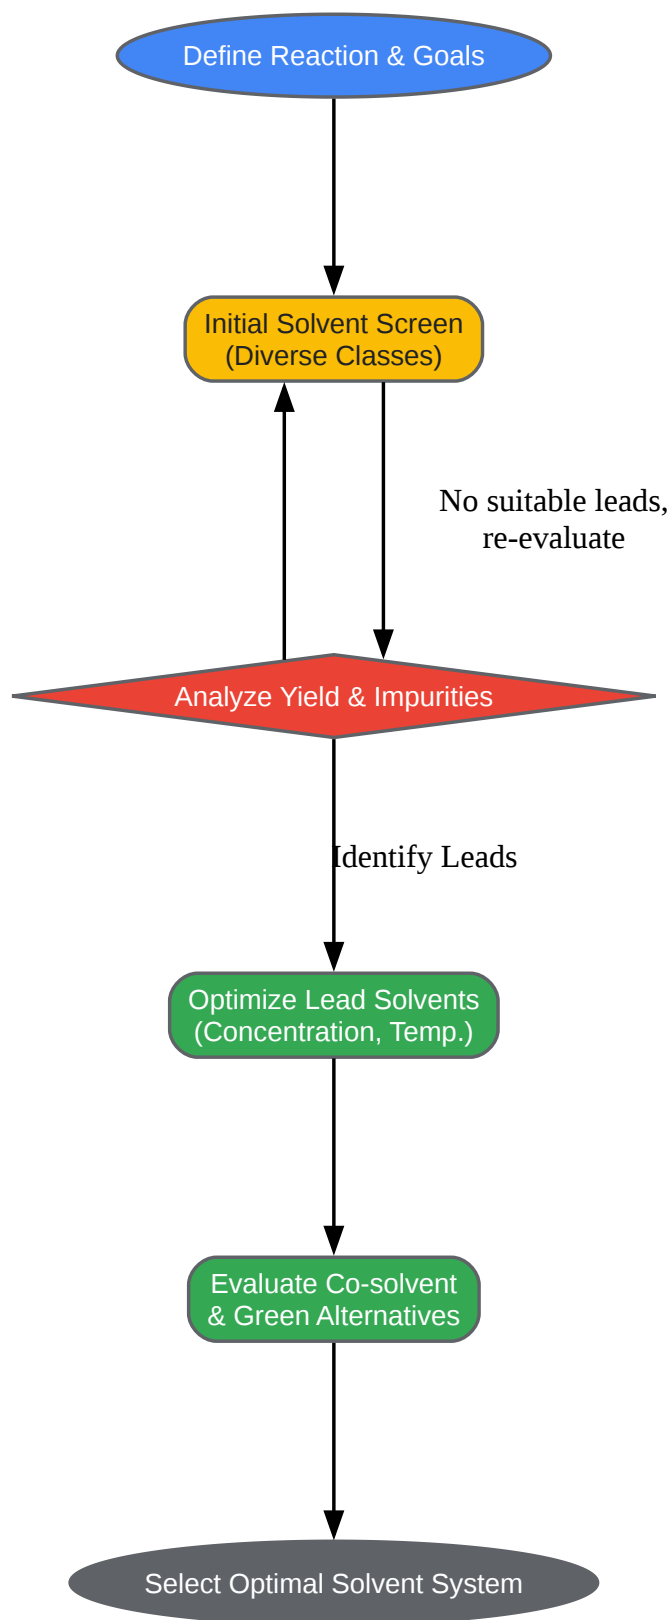 Define Reaction & Goals
Initial Solvent Screen
(Diverse Classes)
No suitable leads,
re-evaluate
Analyze Yield & Impurities
Identify Leads
Optimize Lead Solvents
(Concentration, Temp.)
Evaluate Co-solvent
& Green Alternatives
Select Optimal Solvent System